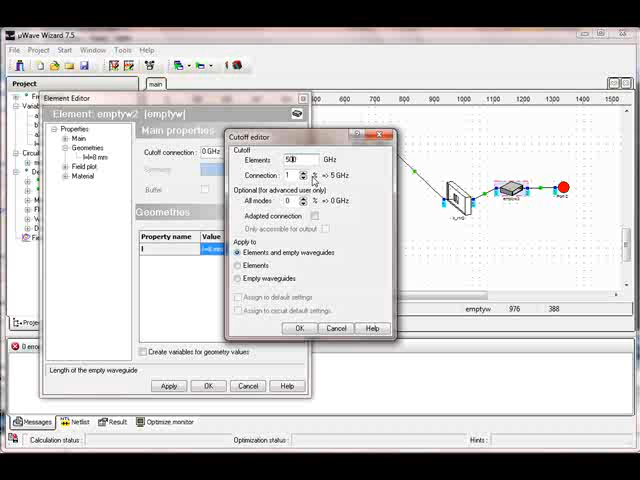 μWave Wizard 7.5
File Project Start Window Tools Help
Project
main
Element Editor
Element: emptyw2 [emptyw]
Properties
Main
Geometries
l=8 mm
Field plot
Material
Main properties
Cutoff connection : 0 GHz
Symmetry
Buffer
Geometries
Property name Value
l
Create variables for geometry values
Length of the empty waveguide
Apply OK Cancel Help
Cutoff editor
Cutoff
Elements 500 GHz
Connection : 1 % => 5 GHz
Optional (for advanced user only)
All modes : 0 % => 0 GHz
Adapted connection
Only accessible for output
Apply to
Elements and empty waveguides
Elements
Empty waveguides
Assign to default settings
Assign to circuit default settings.
OK Cancel Help
500 600 700 800 900 1000 1100 1200 1300 1400
emptyw 976 388
Messages Netlist Result Optimize monitor
Calculation status : Optimization status : Hints :